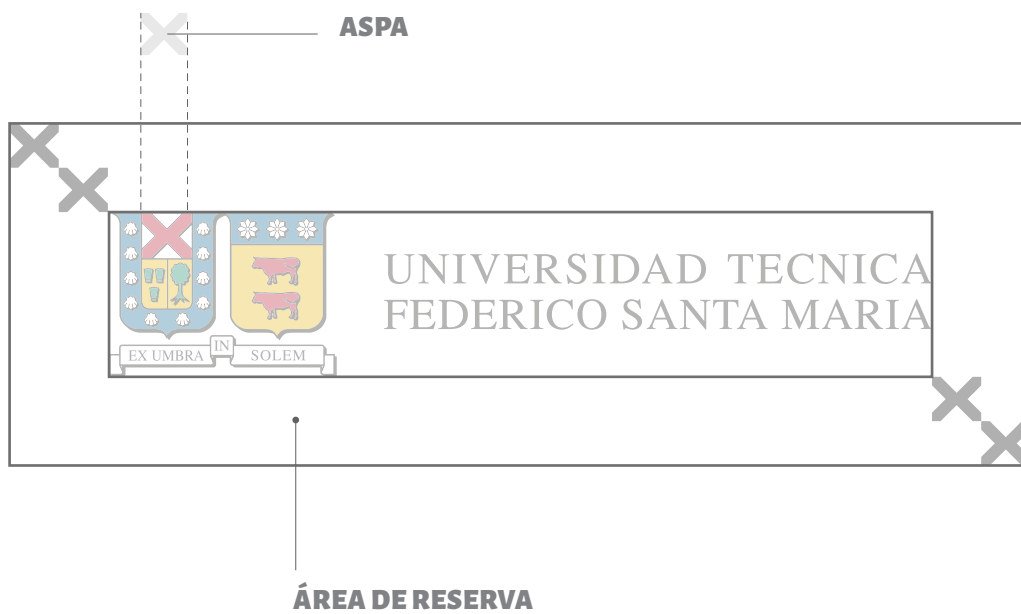 ASPA
UNIVERSIDAD TECNICA
FEDERICO SANTA MARIA
EX UMBRA IN SOLEM
ÁREA DE RESERVA